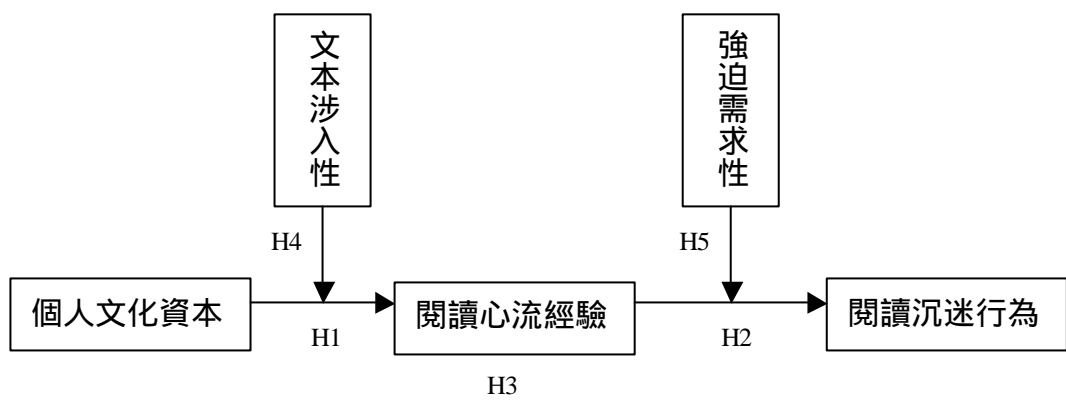 文本涉入性
強迫需求性
H4
H5
個人文化資本
閱讀心流經驗
閱讀沉迷行為
H1
H2
H3